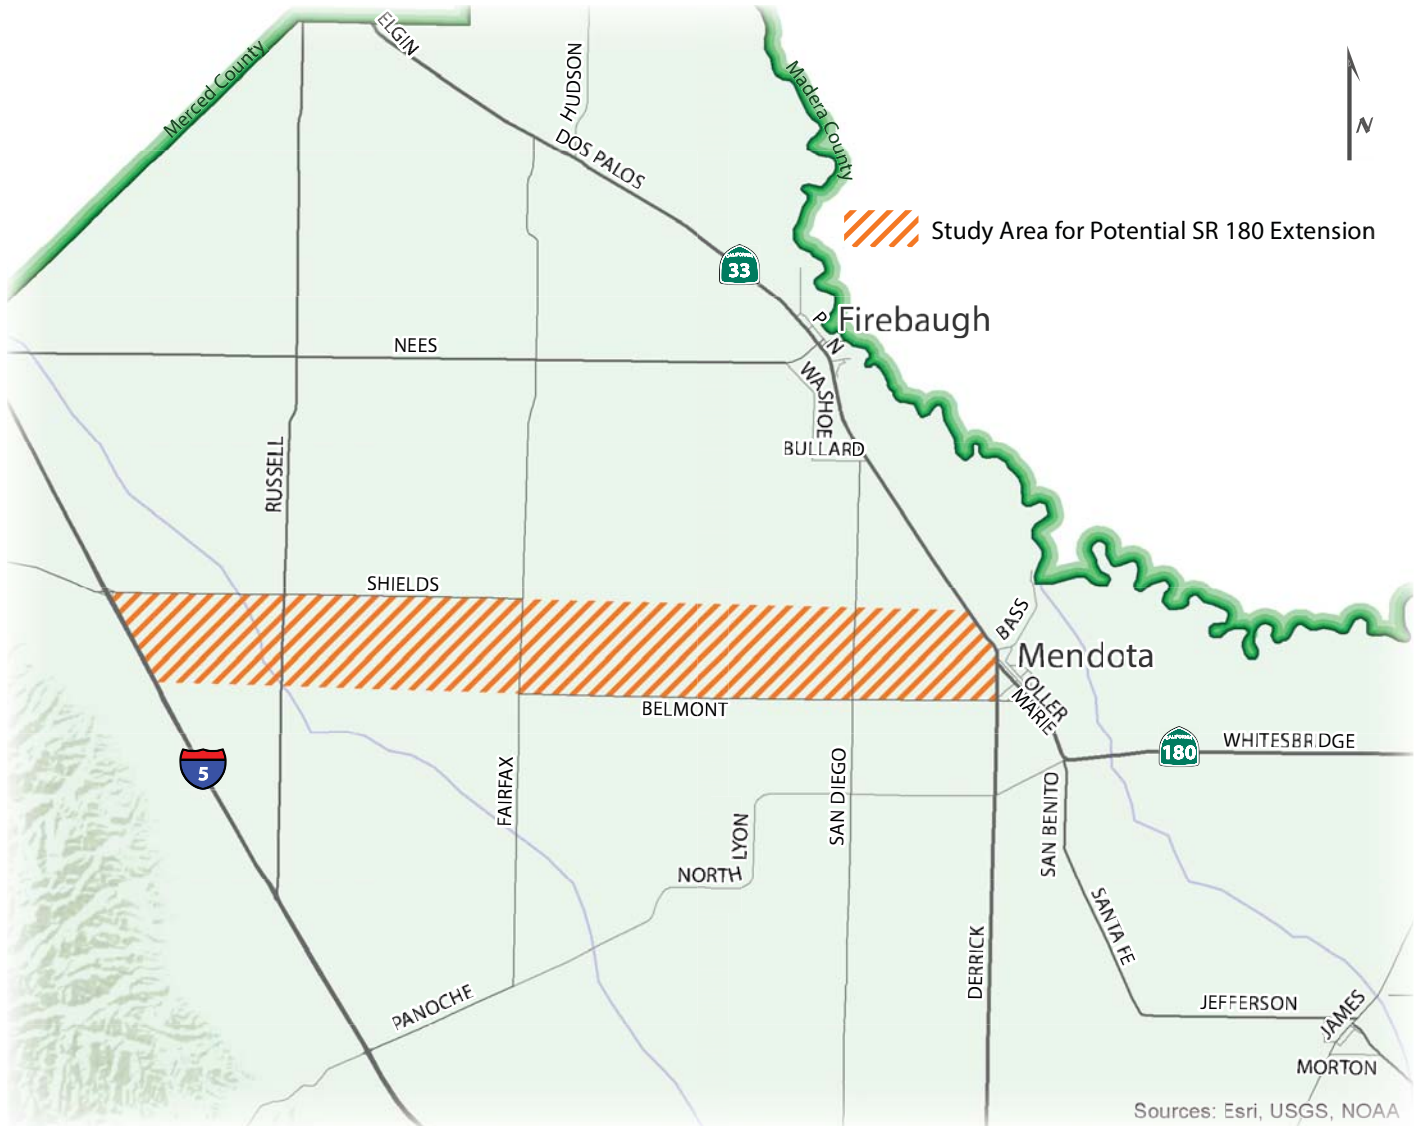 ELGIN
HUDSON
Merced County
Madera County
DOS PALOS
N
Study Area for Potential SR 180 Extension
CALIFORNIA
33
Firebaugh
P
N
NEES
WASHOE
BULLARD
RUSSELL
SHIELDS
BASS
Mendota
OLLER
MARIE
BELMONT
CALIFORNIA
180
WHITESBRIDGE
5
FAIRFAX
SAN DIEGO
SAN BENITO
LYON
NORTH
SANTA FE
DERRICK
PANOCHE
JEFFERSON
JAMES
MORTON
Sources: Esri, USGS, NOAA